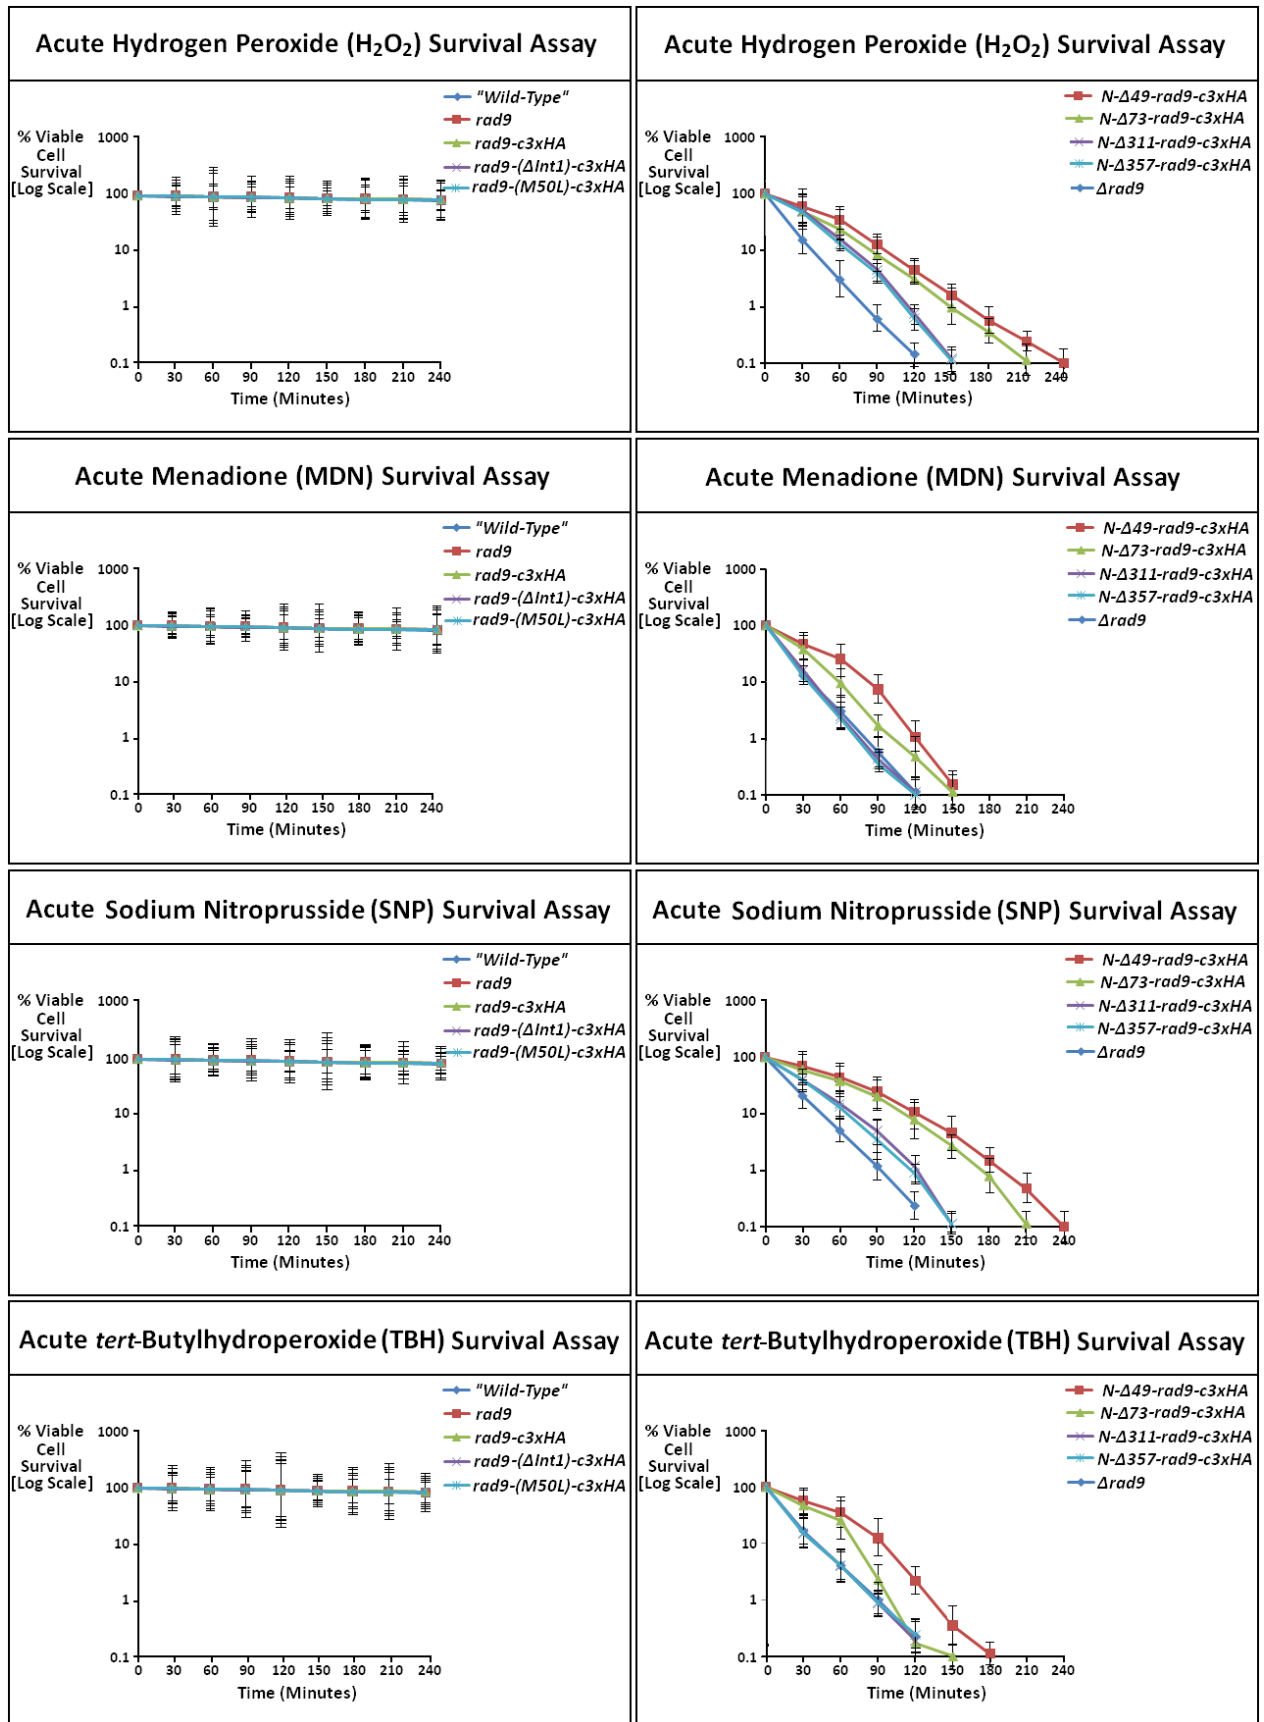 Acute Hydrogen Peroxide (H₂O₂) Survival Assay
"Wild-Type"
rad9
rad9-c3xHA
rad9-(ΔInt1)-c3xHA
rad9-(M50L)-c3xHA
% Viable
Cell
Survival
[Log Scale]
1000
100
10
1
0.1
0 30 60 90 120 150 180 210 240
Time (Minutes)
Acute Hydrogen Peroxide (H₂O₂) Survival Assay
N-Δ49-rad9-c3xHA
N-Δ73-rad9-c3xHA
N-Δ311-rad9-c3xHA
N-Δ357-rad9-c3xHA
Δrad9
% Viable
Cell
Survival
[Log Scale]
1000
100
10
1
0.1
0 30 60 90 120 150 180 210 240
Time (Minutes)
Acute Menadione (MDN) Survival Assay
"Wild-Type"
rad9
rad9-c3xHA
rad9-(ΔInt1)-c3xHA
rad9-(M50L)-c3xHA
% Viable
Cell
Survival
[Log Scale]
1000
100
10
1
0.1
0 30 60 90 120 150 180 210 240
Time (Minutes)
Acute Menadione (MDN) Survival Assay
N-Δ49-rad9-c3xHA
N-Δ73-rad9-c3xHA
N-Δ311-rad9-c3xHA
N-Δ357-rad9-c3xHA
Δrad9
% Viable
Cell
Survival
[Log Scale]
1000
100
10
1
0.1
0 30 60 90 120 150 180 210 240
Time (Minutes)
Acute Sodium Nitroprusside (SNP) Survival Assay
"Wild-Type"
rad9
rad9-c3xHA
rad9-(ΔInt1)-c3xHA
rad9-(M50L)-c3xHA
% Viable
Cell
Survival
[Log Scale]
1000
100
10
1
0.1
0 30 60 90 120 150 180 210 240
Time (Minutes)
Acute Sodium Nitroprusside (SNP) Survival Assay
N-Δ49-rad9-c3xHA
N-Δ73-rad9-c3xHA
N-Δ311-rad9-c3xHA
N-Δ357-rad9-c3xHA
Δrad9
% Viable
Cell
Survival
[Log Scale]
1000
100
10
1
0.1
0 30 60 90 120 150 180 210 240
Time (Minutes)
Acute tert-Butylhydroperoxide (TBH) Survival Assay
"Wild-Type"
rad9
rad9-c3xHA
rad9-(ΔInt1)-c3xHA
rad9-(M50L)-c3xHA
% Viable
Cell
Survival
[Log Scale]
1000
100
10
1
0.1
0 30 60 90 120 150 180 210 240
Time (Minutes)
Acute tert-Butylhydroperoxide (TBH) Survival Assay
N-Δ49-rad9-c3xHA
N-Δ73-rad9-c3xHA
N-Δ311-rad9-c3xHA
N-Δ357-rad9-c3xHA
Δrad9
% Viable
Cell
Survival
[Log Scale]
1000
100
10
1
0.1
0 30 60 90 120 150 180 210 240
Time (Minutes)